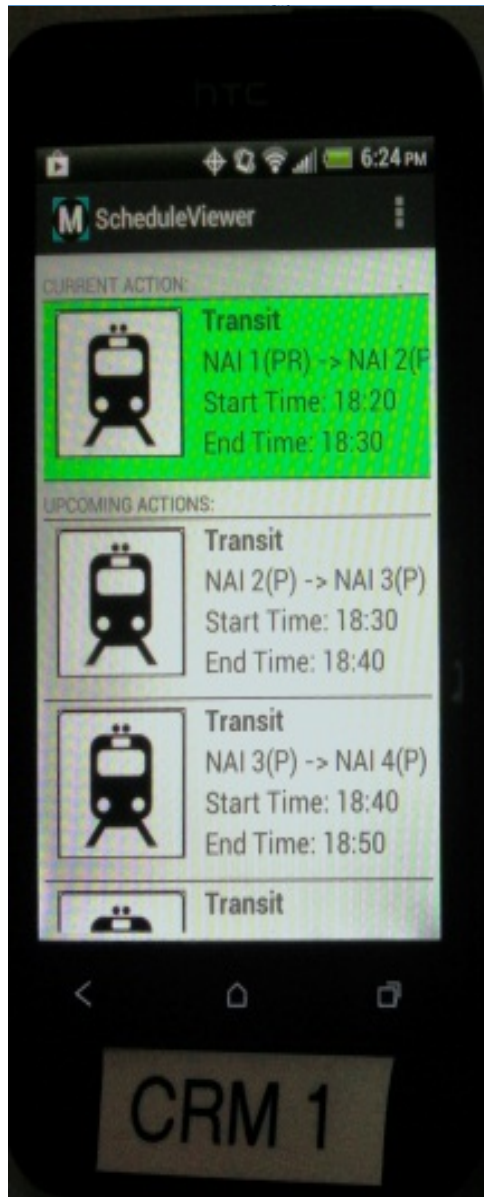 hTC
6:24 PM
M ScheduleViewer
CURRENT ACTION:
Transit
NAI 1(PR) -> NAI 2(P
Start Time: 18:20
End Time: 18:30
UPCOMING ACTIONS:
Transit
NAI 2(P) -> NAI 3(P)
Start Time: 18:30
End Time: 18:40
Transit
NAI 3(P) -> NAI 4(P)
Start Time: 18:40
End Time: 18:50
Transit
CRM 1